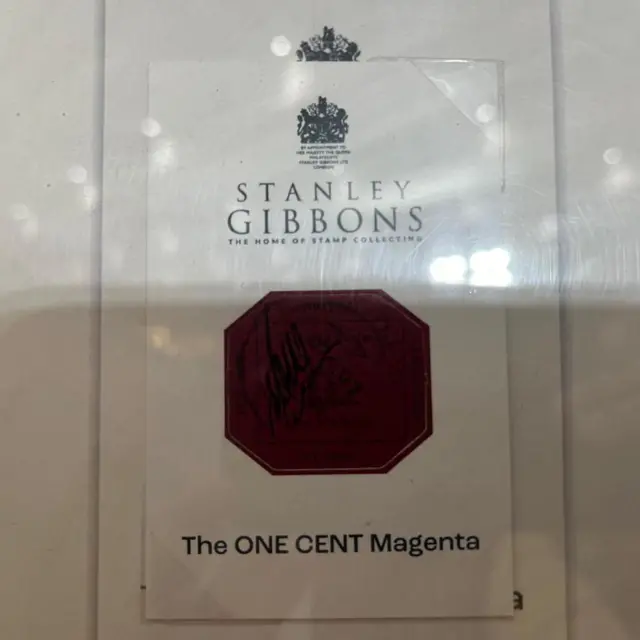 BY APPOINTMENT TO
HER MAJESTY THE QUEEN
PHILATELISTS
STANLEY GIBBONS LTD
LONDON
STANLEY
GIBBONS
THE HOME OF STAMP COLLECTING
The ONE CENT Magenta
a